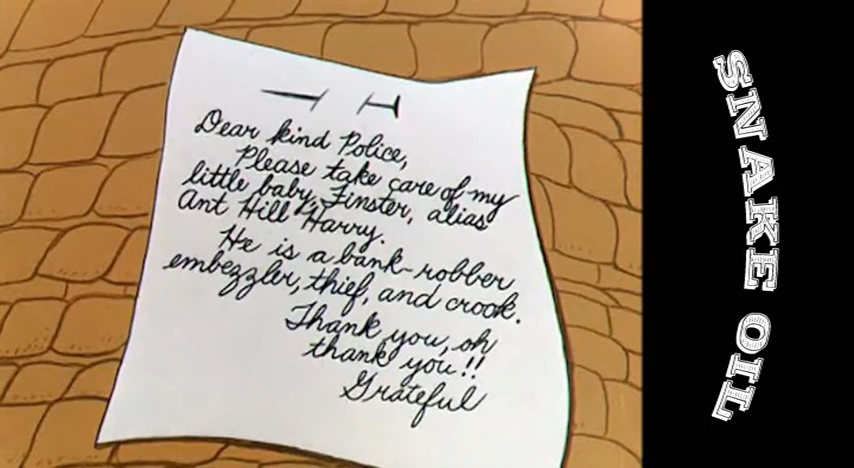 Dear kind Police,
Please take care of my
little baby, Finster, alias
Ant Hill Harry.
He is a bank-robber
embezzler, thief, and crook.
Thank you, oh
thank you!!
Grateful
SNAKE OIL